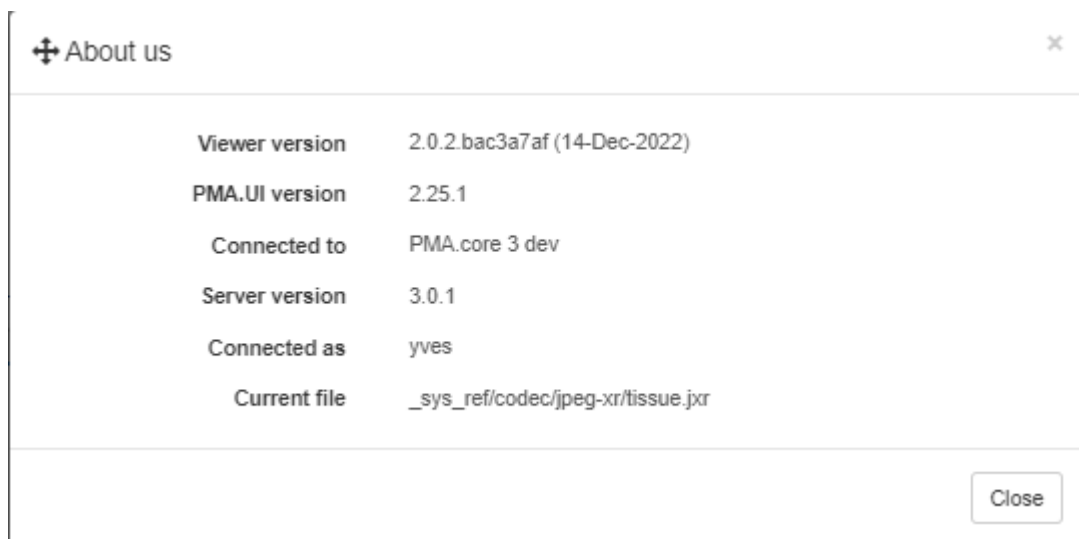 About us
Viewer version 2.0.2.bac3a7af (14-Dec-2022)
PMA.UI version 2.25.1
Connected to PMA.core 3 dev
Server version 3.0.1
Connected as yves
Current file _sys_ref/codec/jpeg-xr/tissue.jxr
Close